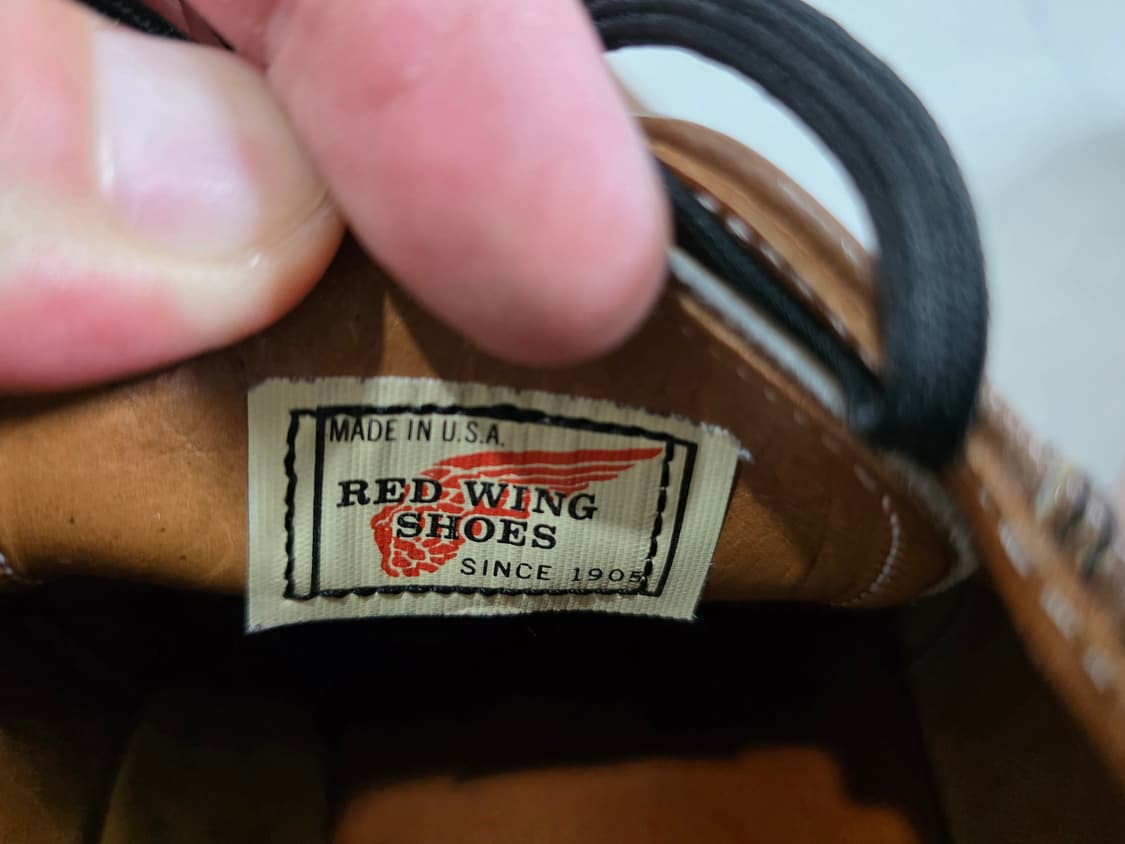 MADE IN U.S.A.
RED WING
SHOES
SINCE 1905